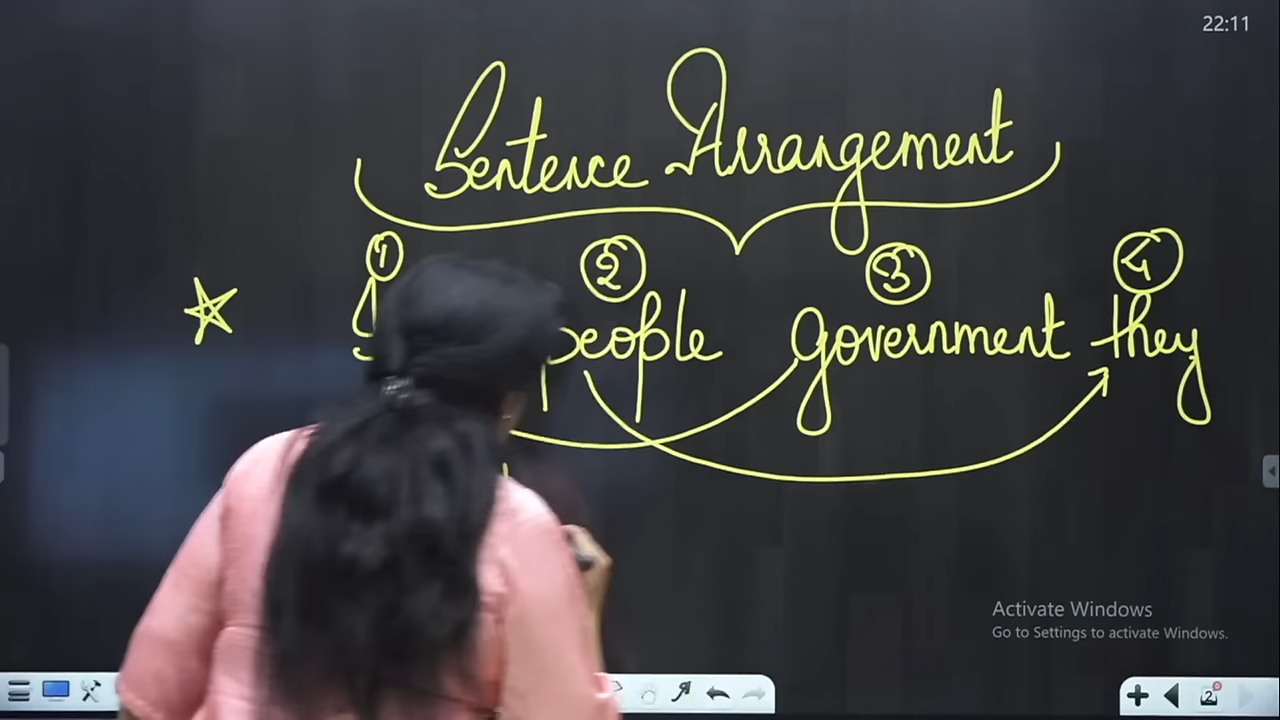 22:11
Sentence Arrangement
① ② ③ ④
people government they
Activate Windows
Go to Settings to activate Windows.
2